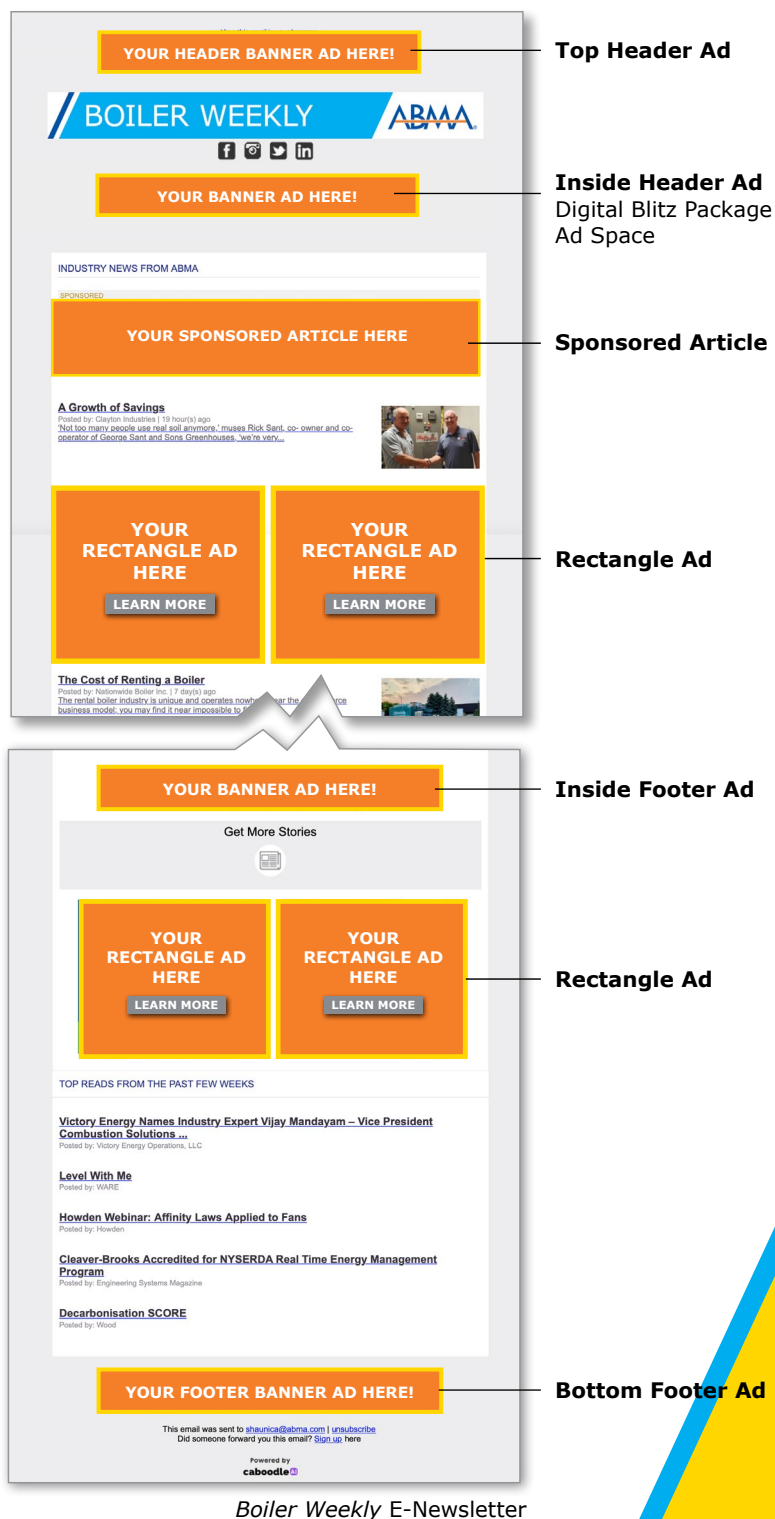 YOUR HEADER BANNER AD HERE!
Top Header Ad
BOILER WEEKLY
ABMA
YOUR BANNER AD HERE!
Inside Header Ad
Digital Blitz Package
Ad Space
INDUSTRY NEWS FROM ABMA
SPONSORED
YOUR SPONSORED ARTICLE HERE
Sponsored Article
A Growth of Savings
Posted by: Clayton Industries | 19 hour(s) ago
'Not too many people use real soil anymore,' muses Rick Sant, co- owner and co-
operator of George Sant and Sons Greenhouses, 'we're very...
YOUR
RECTANGLE AD
HERE
LEARN MORE
YOUR
RECTANGLE AD
HERE
LEARN MORE
Rectangle Ad
The Cost of Renting a Boiler
Posted by: Nationwide Boiler Inc. | 7 day(s) ago
The rental boiler industry is unique and operates
business model; you may find it near impossible to
YOUR BANNER AD HERE!
Inside Footer Ad
Get More Stories
YOUR
RECTANGLE AD
HERE
LEARN MORE
YOUR
RECTANGLE AD
HERE
LEARN MORE
Rectangle Ad
TOP READS FROM THE PAST FEW WEEKS
Victory Energy Names Industry Expert Vijay Mandayam – Vice President
Combustion Solutions ...
Posted by: Victory Energy Operations, LLC
Level With Me
Posted by: WARE
Howden Webinar: Affinity Laws Applied to Fans
Posted by: Howden
Cleaver-Brooks Accredited for NYSERDA Real Time Energy Management
Program
Posted by: Engineering Systems Magazine
Decarbonisation SCORE
Posted by: Wood
YOUR FOOTER BANNER AD HERE!
Bottom Footer Ad
This email was sent to shaunica@abma.com | unsubscribe
Did someone forward you this email? Sign up here
Powered by
caboodle AI
Boiler Weekly E-Newsletter